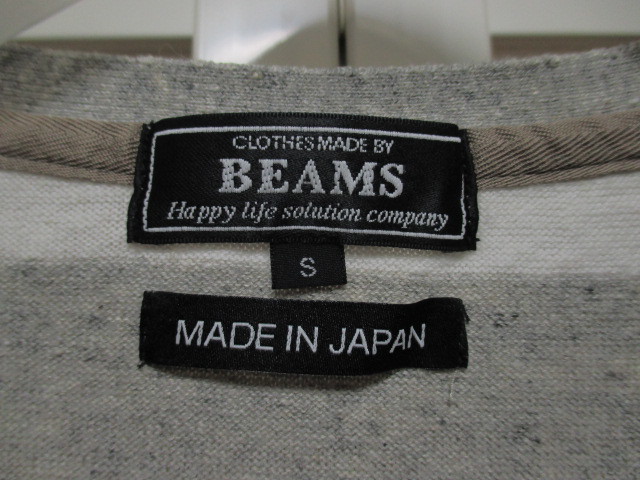 CLOTHES MADE BY
BEAMS
Happy life solution company
S
MADE IN JAPAN